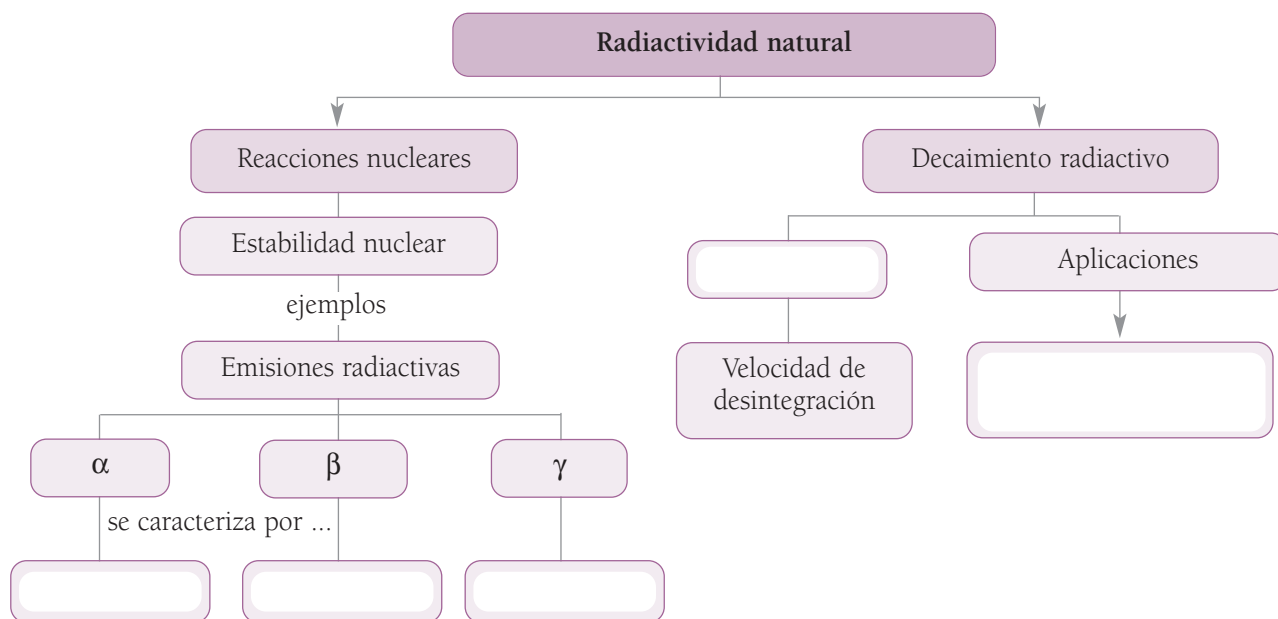 Radiactividad natural
Reacciones nucleares
Decaimiento radiactivo
Estabilidad nuclear
Aplicaciones
ejemplos
Emisiones radiactivas
Velocidad de
desintegración
α
β
γ
se caracteriza por ...